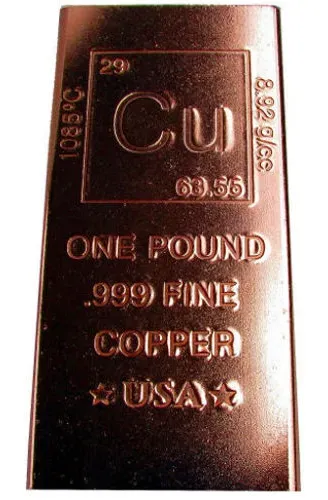 29
1085°C
Cu
8.92 g/cc
63.55
ONE POUND
.999 FINE
COPPER
★ USA ★